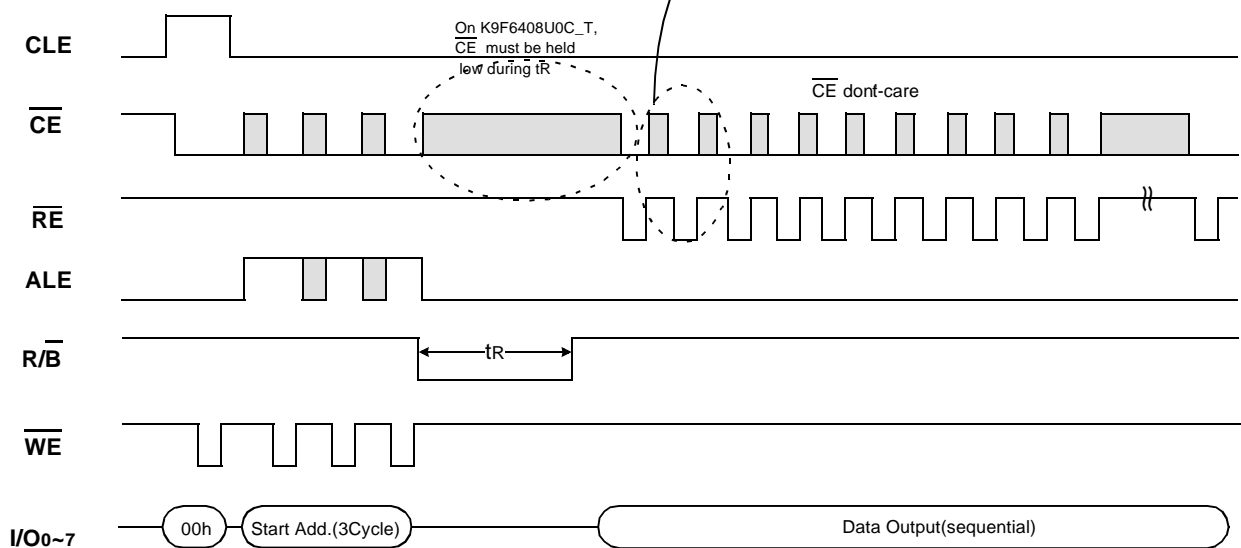 CLE
On K9F6408U0C_T,
CE must be held
low during tR
CE dont-care
CE
RE
ALE
R/B
tR
WE
I/O0~7
00h
Start Add.(3Cycle)
Data Output(sequential)